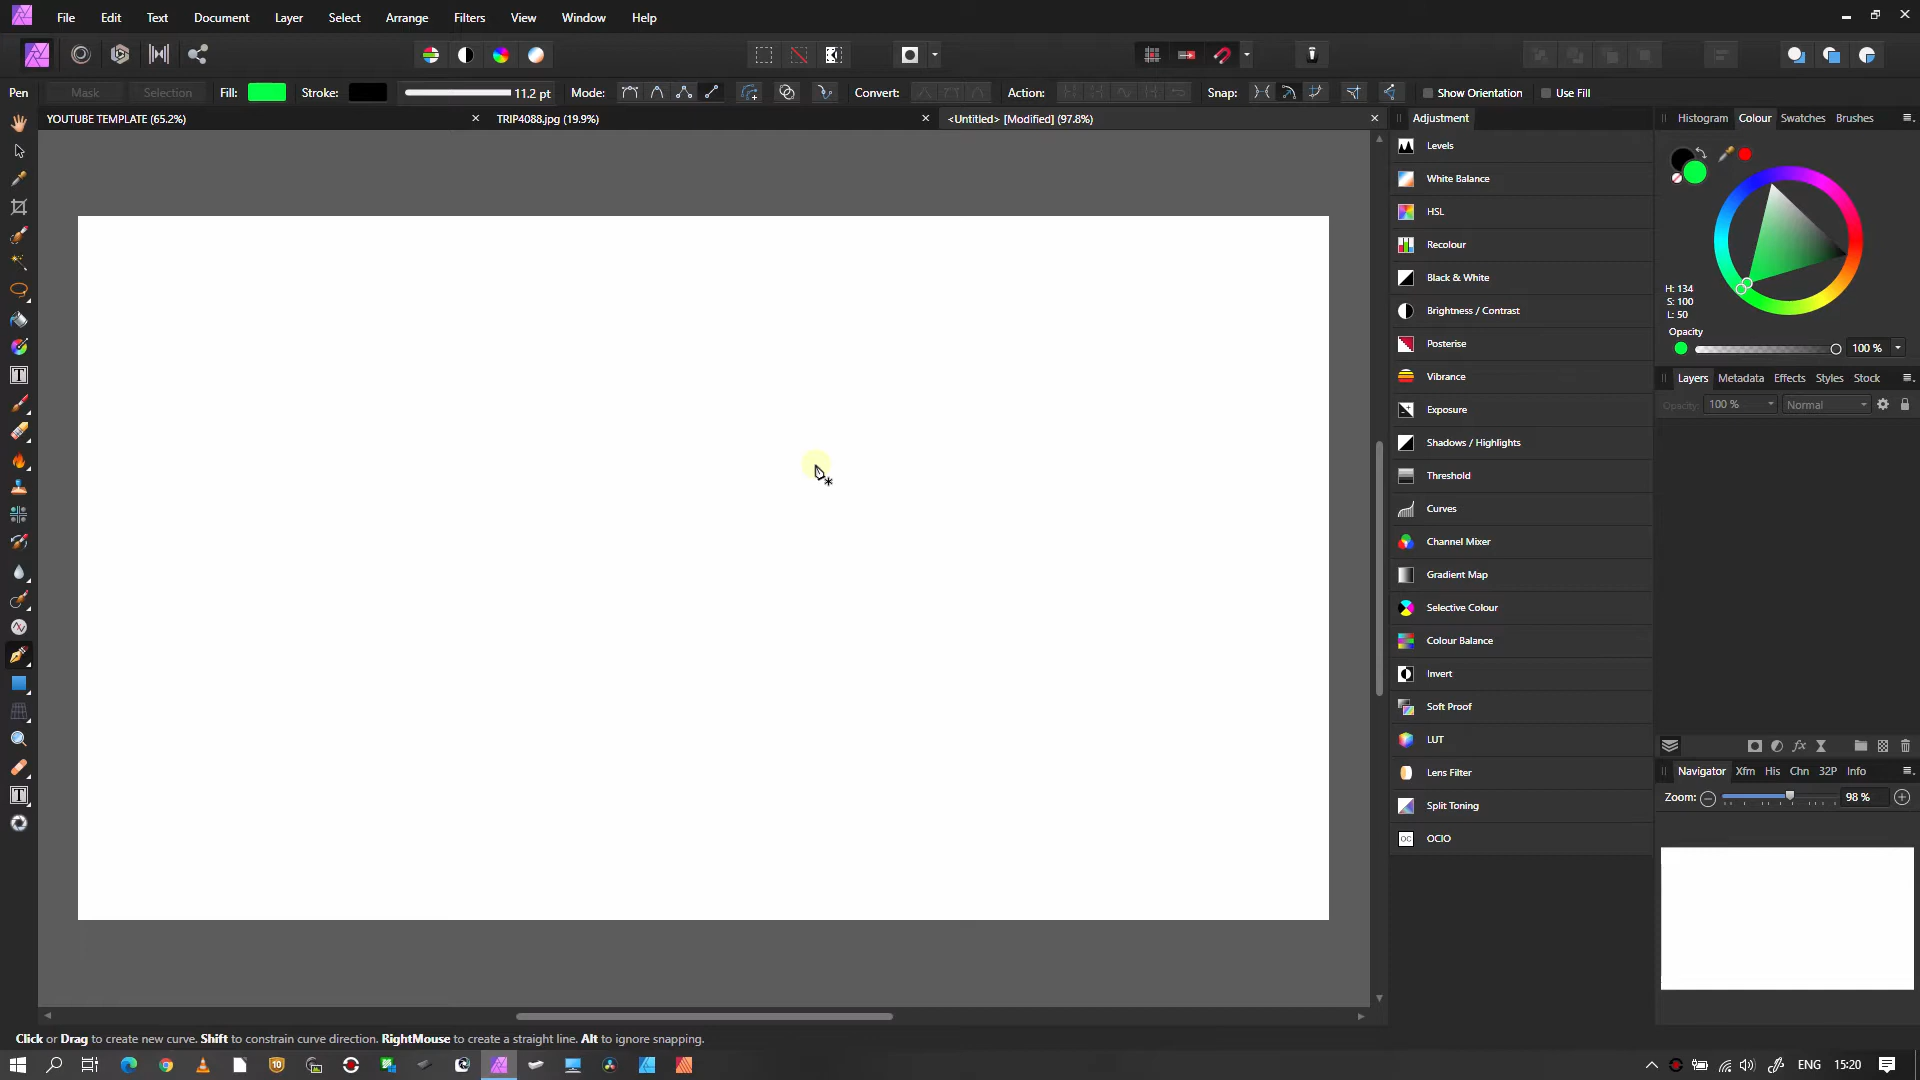 File Edit Text Document Layer Select Arrange Filters View Window Help
Pen Mask Selection Fill: Stroke: 11.2 pt Mode: Convert: Action: Snap: Show Orientation Use Fill
YOUTUBE TEMPLATE (65.2%) TRIP4088.jpg (19.9%) <Untitled> [Modified] (97.8%)
Adjustment
Levels
White Balance
HSL
Recolour
Black & White
Brightness / Contrast
Posterise
Vibrance
Exposure
Shadows / Highlights
Threshold
Curves
Channel Mixer
Gradient Map
Selective Colour
Colour Balance
Invert
Soft Proof
LUT
Lens Filter
Split Toning
OCIO
Histogram Colour Swatches Brushes
H: 134
S: 100
L: 50
Opacity
100 %
Layers Metadata Effects Styles Stock
Opacity: 100 % Normal
Navigator Xfrm His Chn 32P Info
Zoom: 98 %
Click or Drag to create new curve. Shift to constrain curve direction. RightMouse to create a straight line. Alt to ignore snapping.
10 ENG 15:20